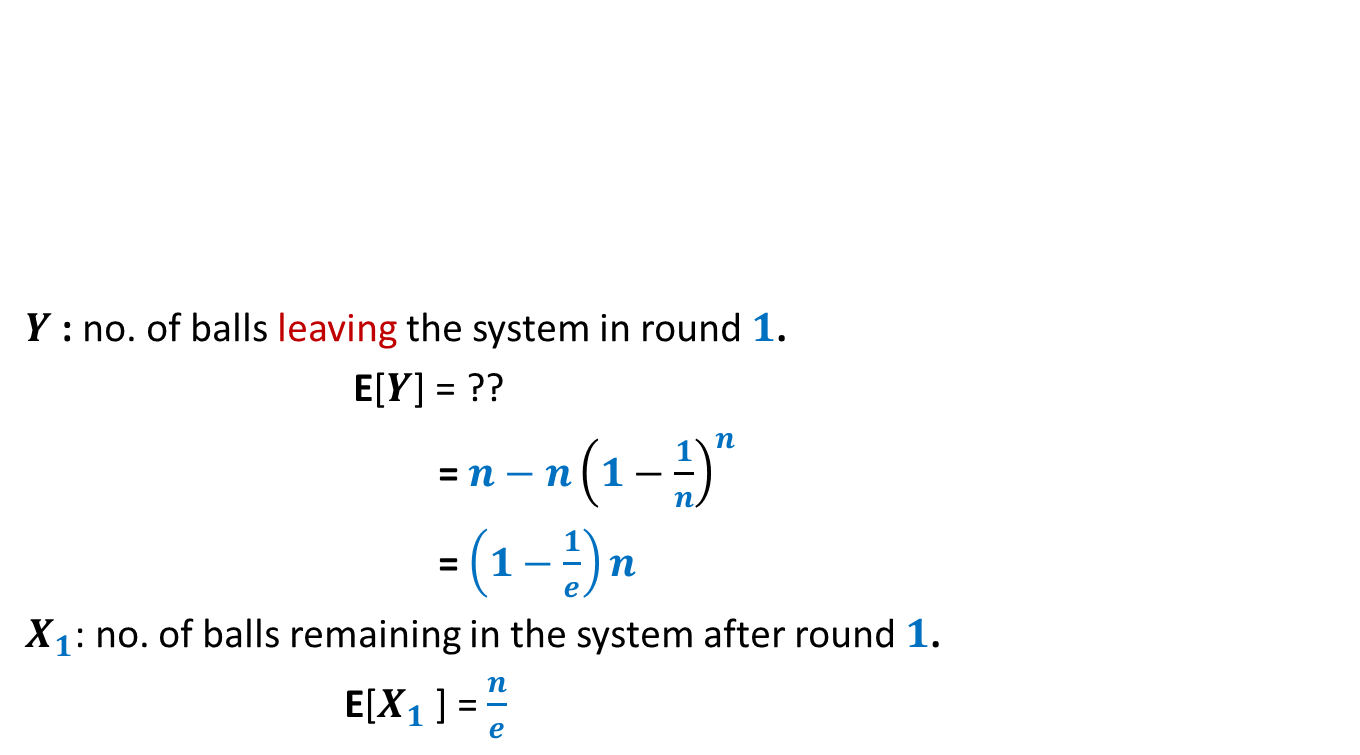 Y : no. of balls leaving the system in round 1.
E[Y] = ??
= n − n(1 − 1/n)^n
= (1 − 1/e) n
X₁: no. of balls remaining in the system after round 1.
E[X₁ ] = n/e